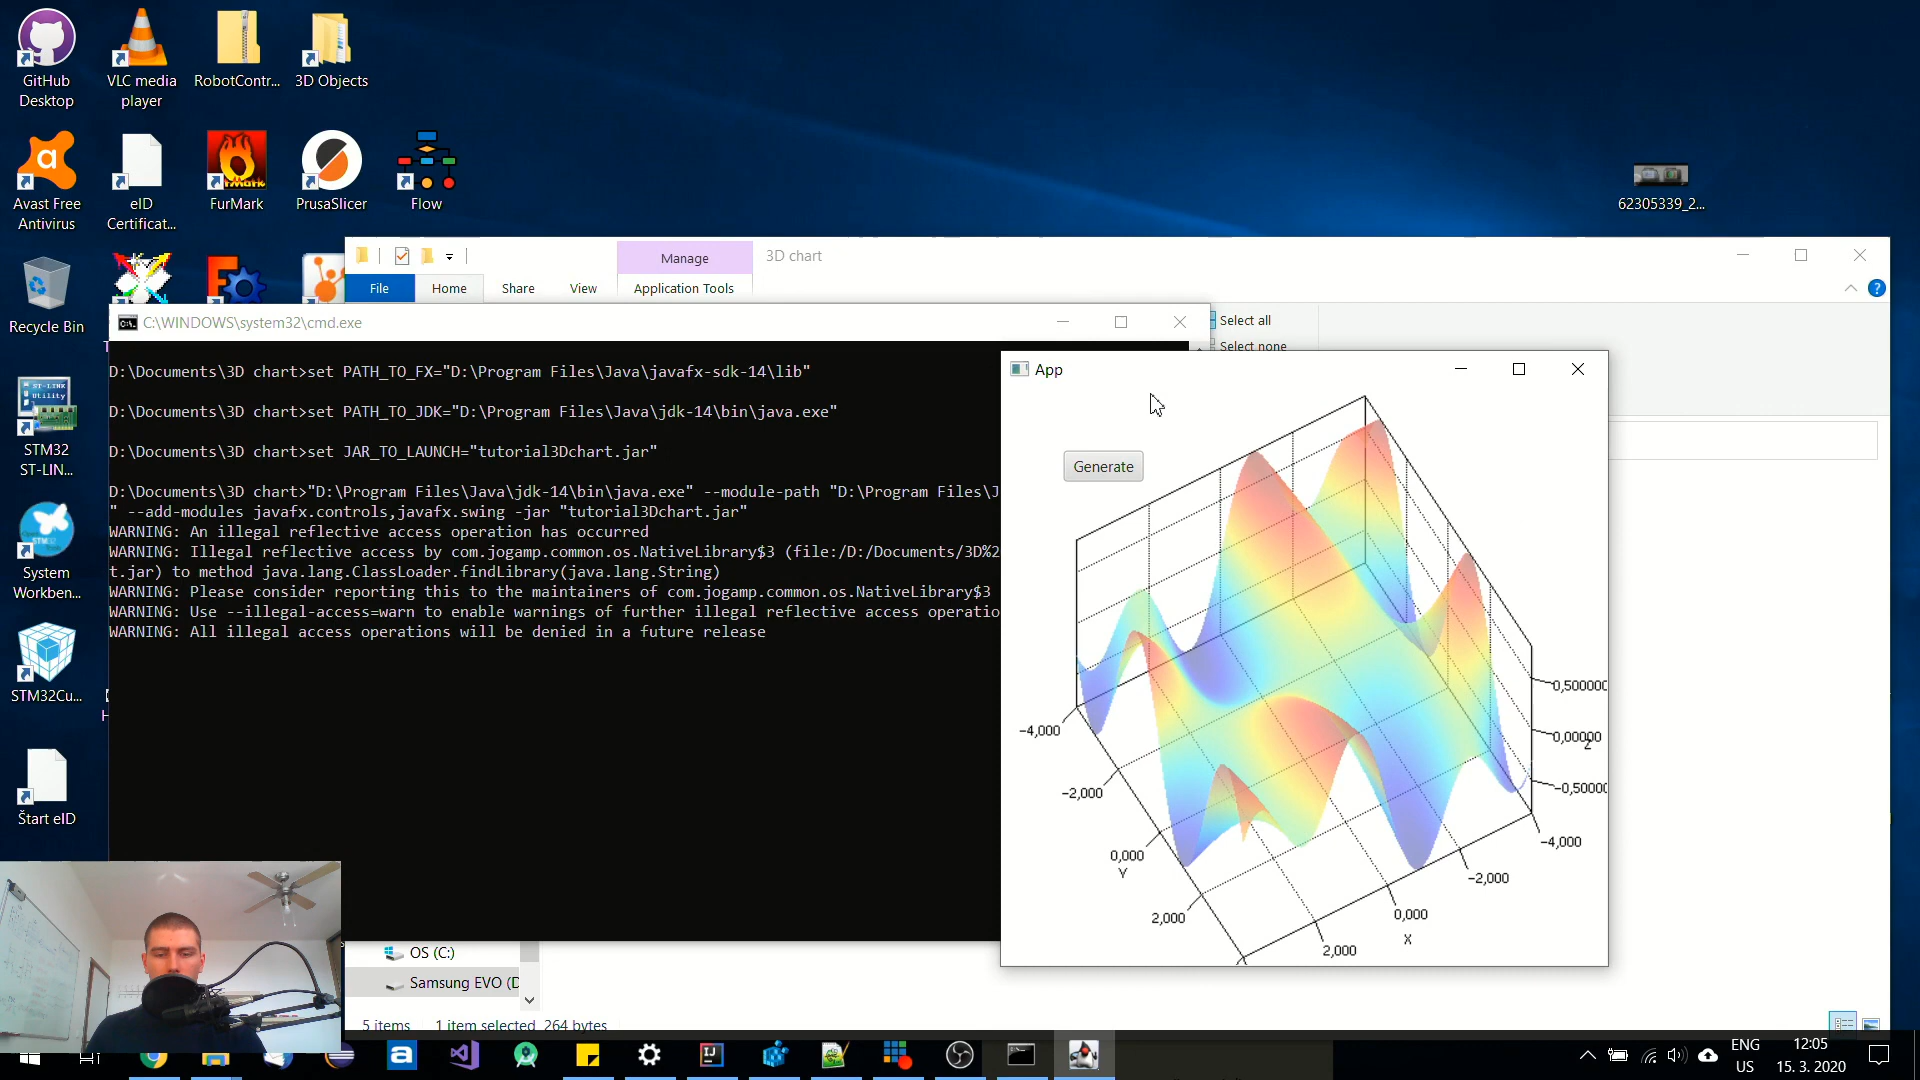 GitHub
Desktop
VLC media
player
RobotContr...
3D Objects
Avast Free
Antivirus
eID
Certificat...
FurMark
PrusaSlicer
Flow
62305339_2...
Recycle Bin
ST-LINK
Utility
STM32
ST-LIN...
System
Workben...
STM32Cu...
Štart eID
Manage
3D chart
File
Home
Share
View
Application Tools
Select all
Select none
C:\WINDOWS\system32\cmd.exe
D:\Documents\3D chart>set PATH_TO_FX="D:\Program Files\Java\javafx-sdk-14\lib"
D:\Documents\3D chart>set PATH_TO_JDK="D:\Program Files\Java\jdk-14\bin\java.exe"
D:\Documents\3D chart>set JAR_TO_LAUNCH="tutorial3Dchart.jar"
D:\Documents\3D chart>"D:\Program Files\Java\jdk-14\bin\java.exe" --module-path "D:\Program Files\J
" --add-modules javafx.controls,javafx.swing -jar "tutorial3Dchart.jar"
WARNING: An illegal reflective access operation has occurred
WARNING: Illegal reflective access by com.jogamp.common.os.NativeLibrary$3 (file:/D:/Documents/3D%2
t.jar) to method java.lang.ClassLoader.findLibrary(java.lang.String)
WARNING: Please consider reporting this to the maintainers of com.jogamp.common.os.NativeLibrary$3
WARNING: Use --illegal-access=warn to enable warnings of further illegal reflective access operatio
WARNING: All illegal access operations will be denied in a future release
App
Generate
-4,000
-2,000
0,000
Y
2,000
2,000
0,000
X
-2,000
-4,000
0,500000
0,00000
Z
-0,50000
OS (C:)
Samsung EVO (D
5 items
1 item selected 264 bytes
ENG
US
12:05
15. 3. 2020